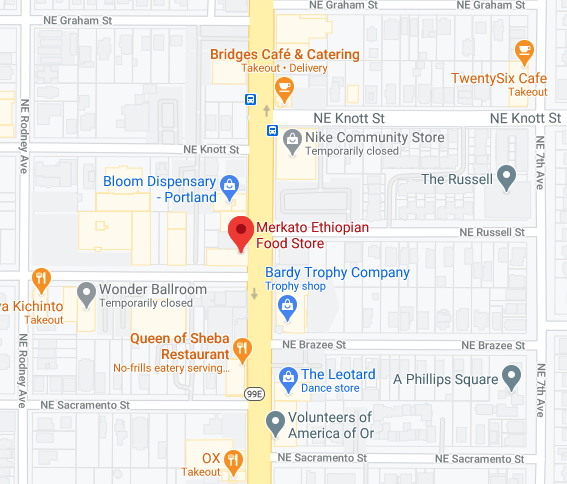 NE Graham St
NE Graham St
NE Graham St
Bridges Café & Catering
Takeout • Delivery
TwentySix Cafe
Takeout
NE Knott St
NE Knott St
NE Rodney Ave
Nike Community Store
Temporarily closed
NE Knott St
NE 7th Ave
Bloom Dispensary
- Portland
The Russell
Merkato Ethiopian
Food Store
NE Russell St
Bardy Trophy Company
Trophy shop
Wonder Ballroom
Temporarily closed
va Kichinto
Takeout
Queen of Sheba
Restaurant
No-frills eatery serving...
NE Brazee St
NE Brazee St
NE Rodney Ave
The Leotard
Dance store
A Phillips Square
NE 7th Ave
99E
NE Sacramento St
Volunteers of
America of Or
OX
Takeout
NE Sacramento St
NE Sacramento St